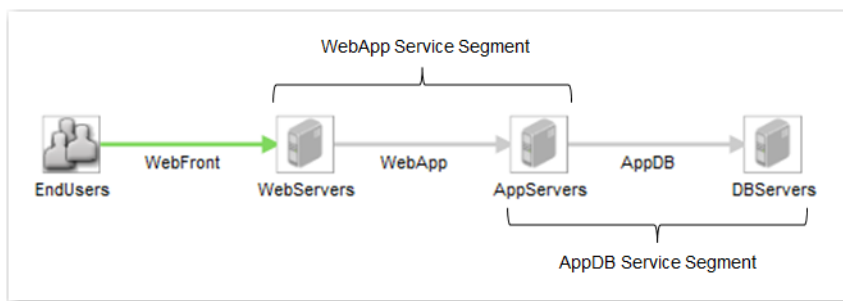 WebApp Service Segment
WebFront
WebApp
AppDB
EndUsers
WebServers
AppServers
DBServers
AppDB Service Segment